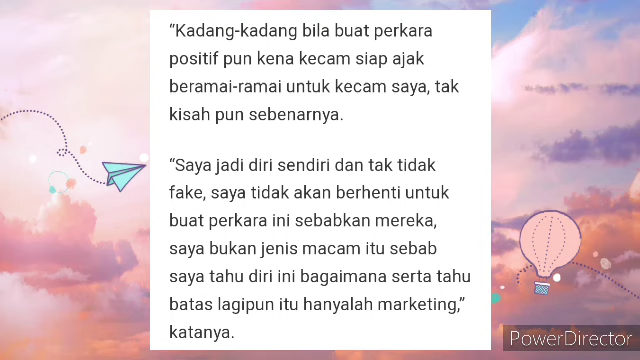 “Kadang-kadang bila buat perkara
positif pun kena kecam siap ajak
beramai-ramai untuk kecam saya, tak
kisah pun sebenarnya.
“Saya jadi diri sendiri dan tak tidak
fake, saya tidak akan berhenti untuk
buat perkara ini sebabkan mereka,
saya bukan jenis macam itu sebab
saya tahu diri ini bagaimana serta tahu
batas lagipun itu hanyalah marketing,”
katanya.
PowerDirector